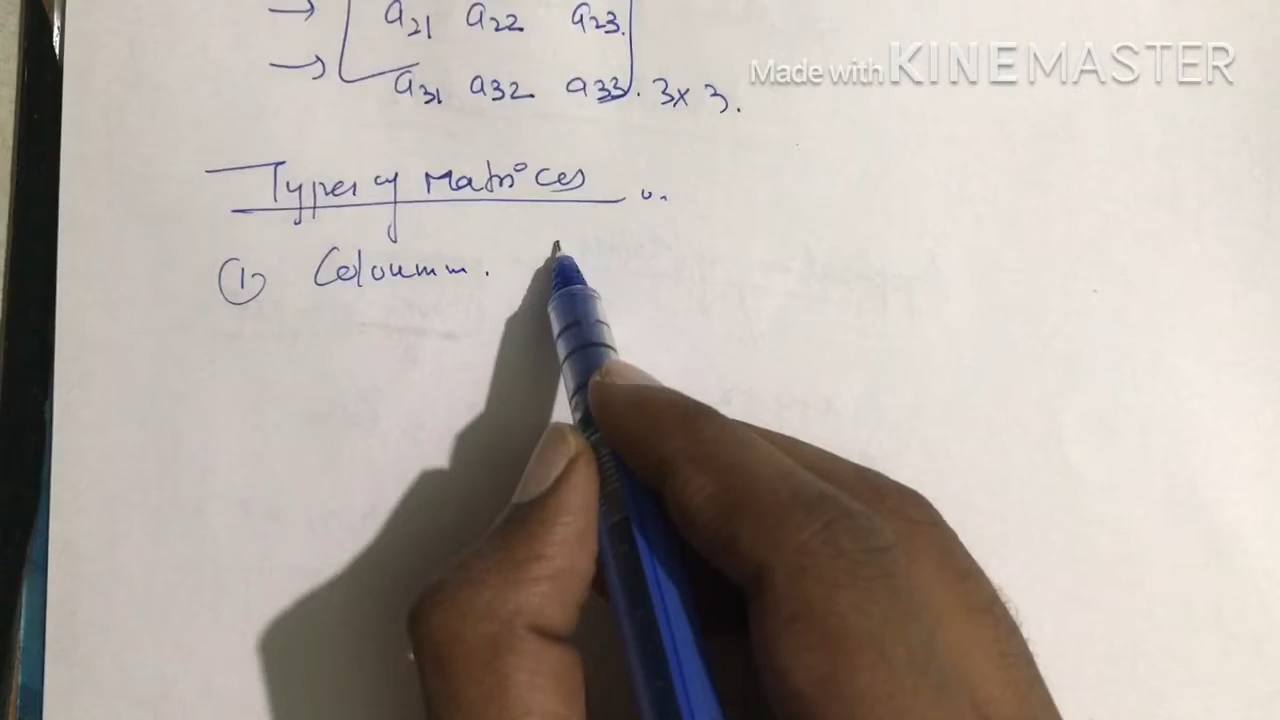 → a21 a22 a23.
Made with KINEMASTER
→ a31 a32 a33. 3x3.
Types of Matrices :.
① Coloumn.